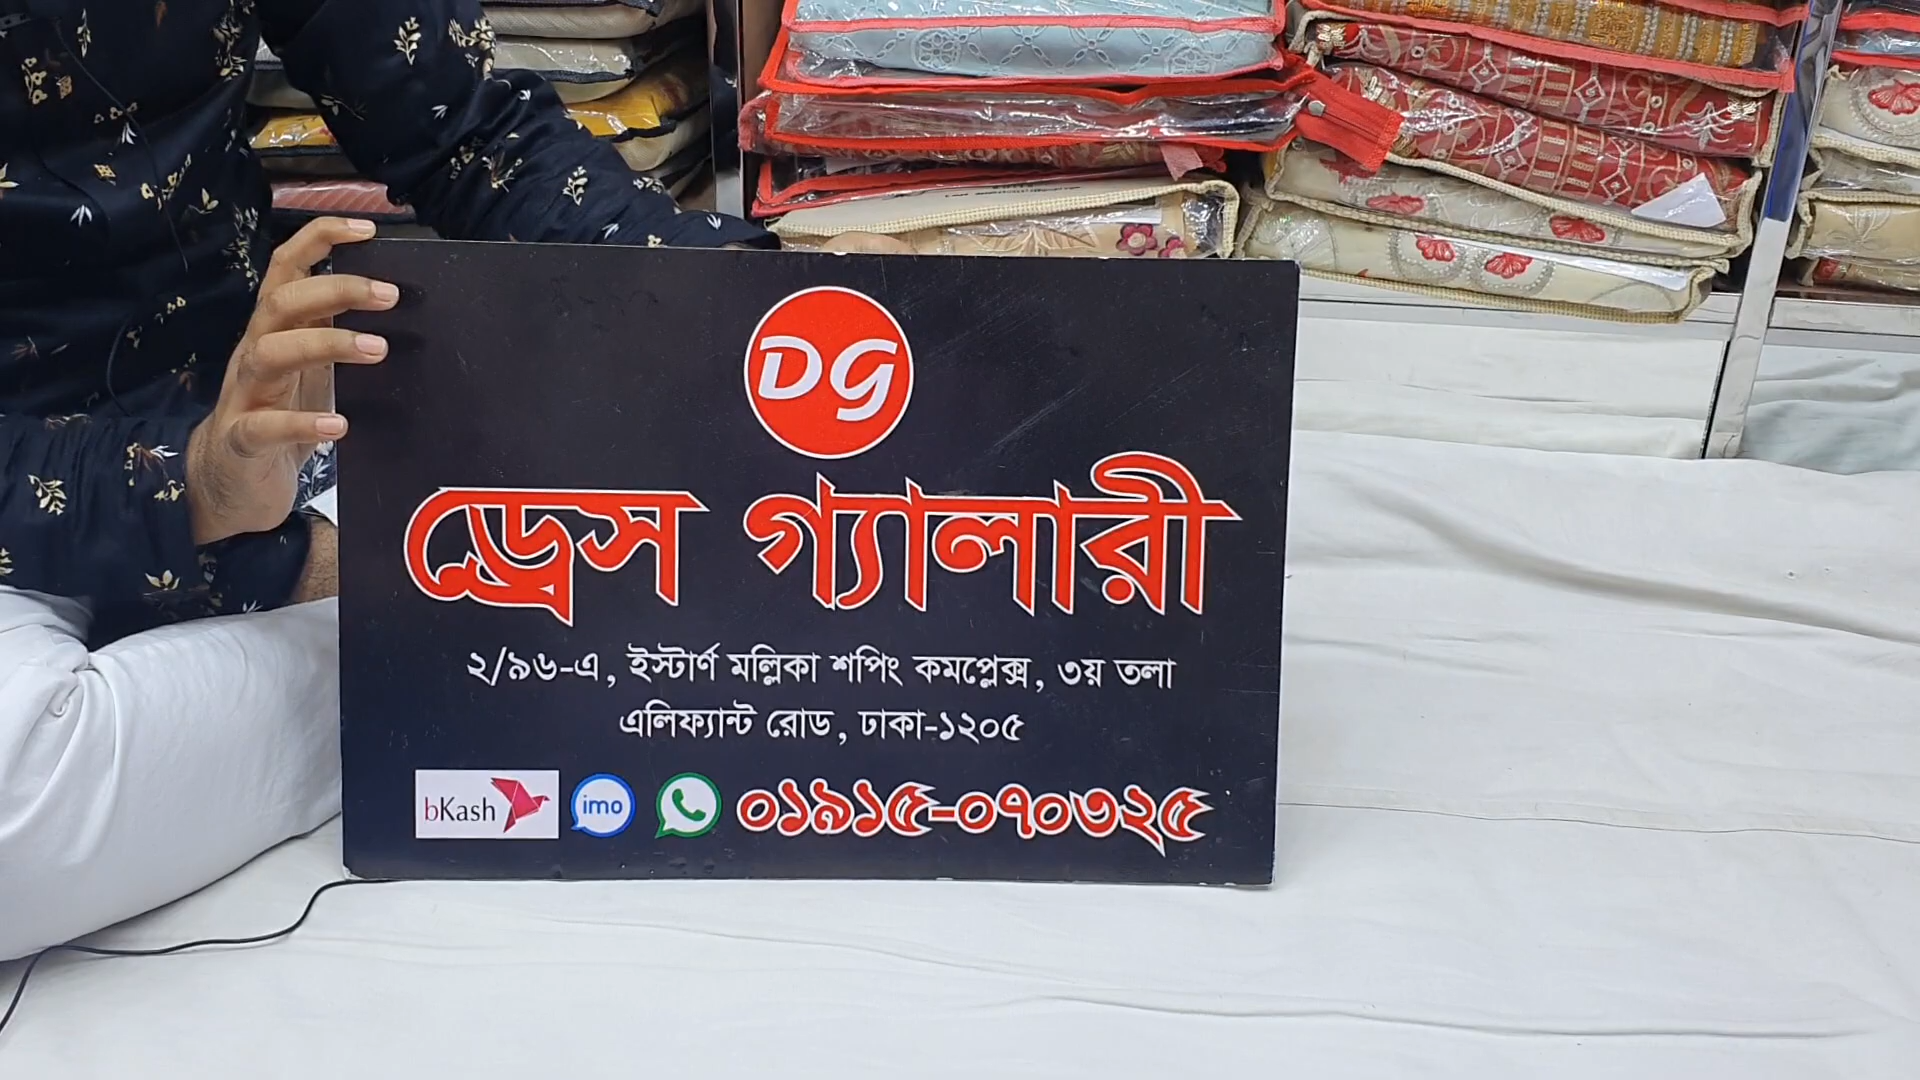 DG
ড্রেস গ্যালারী
২/৯৬-এ, ইস্টার্ণ মল্লিকা শপিং কমপ্লেক্স, ৩য় তলা
এলিফ্যান্ট রোড, ঢাকা-১২০৫
bKash imo ০১৯১৫-০৭০৩২৫